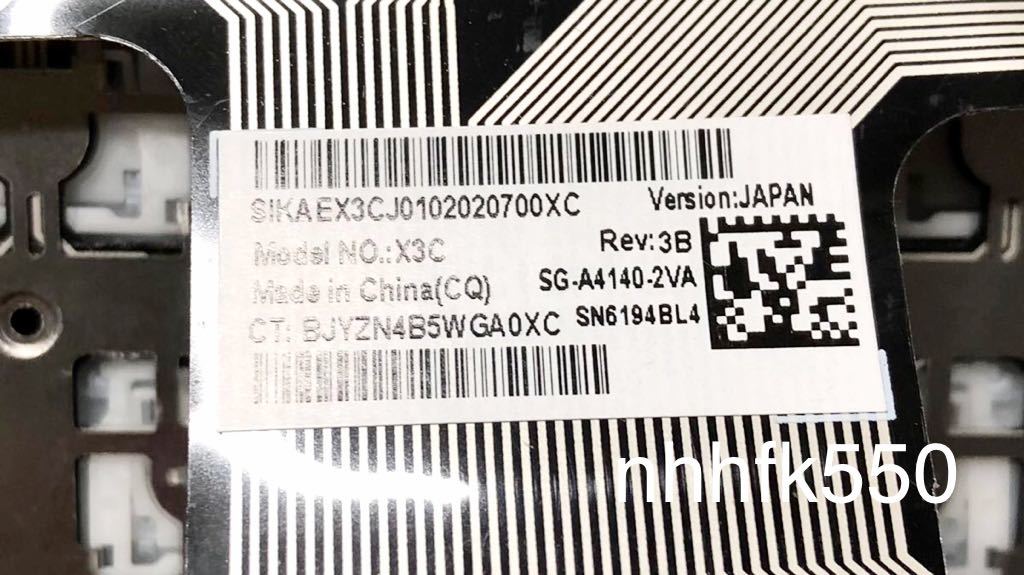 SIKAEX3CJ0102020700XC
Version:JAPAN
Model NO.:X3C
Rev:3B
Made in China(CQ)
SG-A4140-2VA
CT: BJYZN4B5WGA0XC
SN6194BL4
nhhfk550